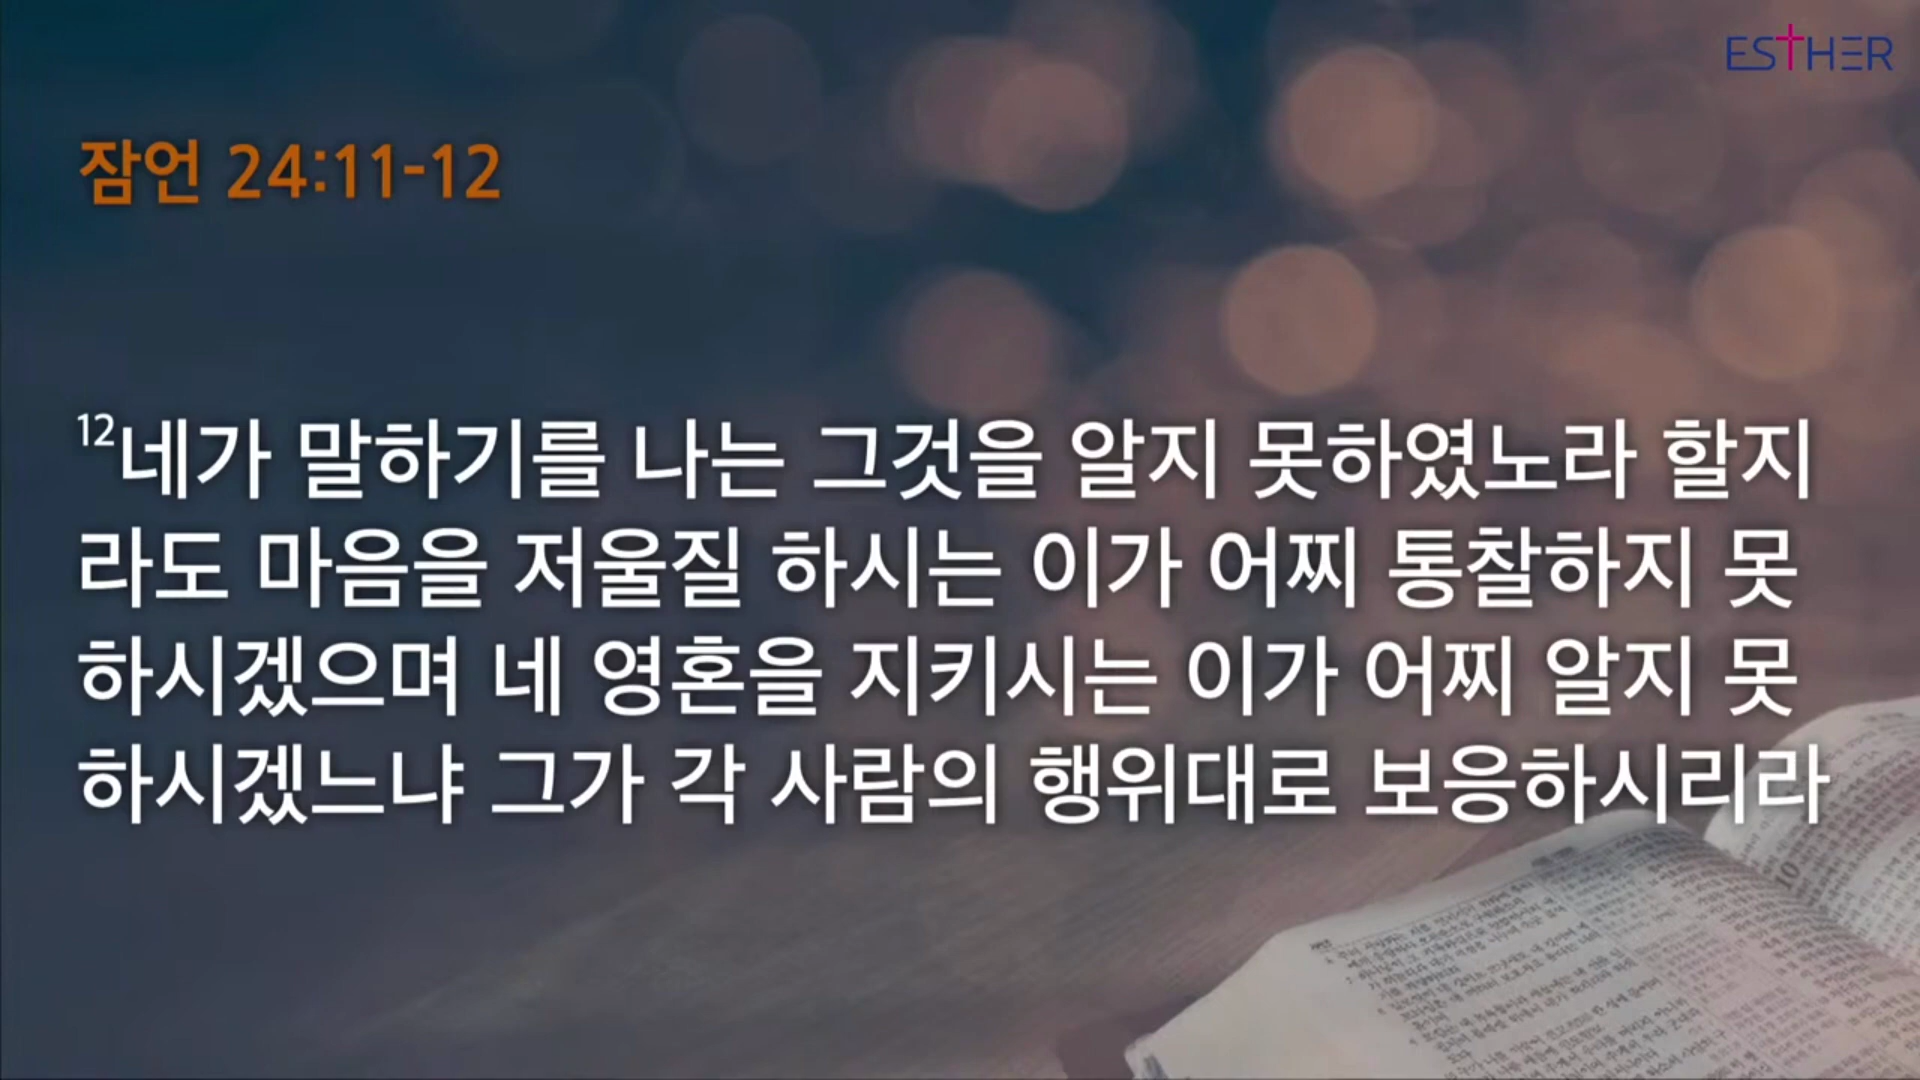 ESTHER
잠언 24:11-12
12네가 말하기를 나는 그것을 알지 못하였노라 할지
라도 마음을 저울질 하시는 이가 어찌 통찰하지 못
하시겠으며 네 영혼을 지키시는 이가 어찌 알지 못
하시겠느냐 그가 각 사람의 행위대로 보응하시리라